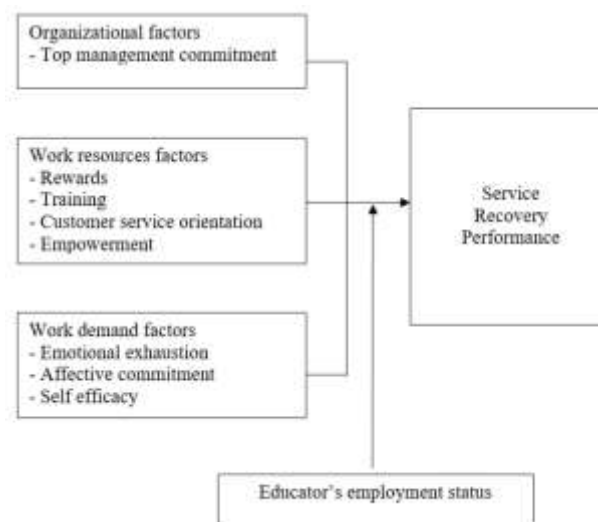 Organizational factors
- Top management commitment
Work resources factors
- Rewards
- Training
- Customer service orientation
- Empowerment
Work demand factors
- Emotional exhaustion
- Affective commitment
- Self efficacy
Service
Recovery
Performance
Educator's employment status